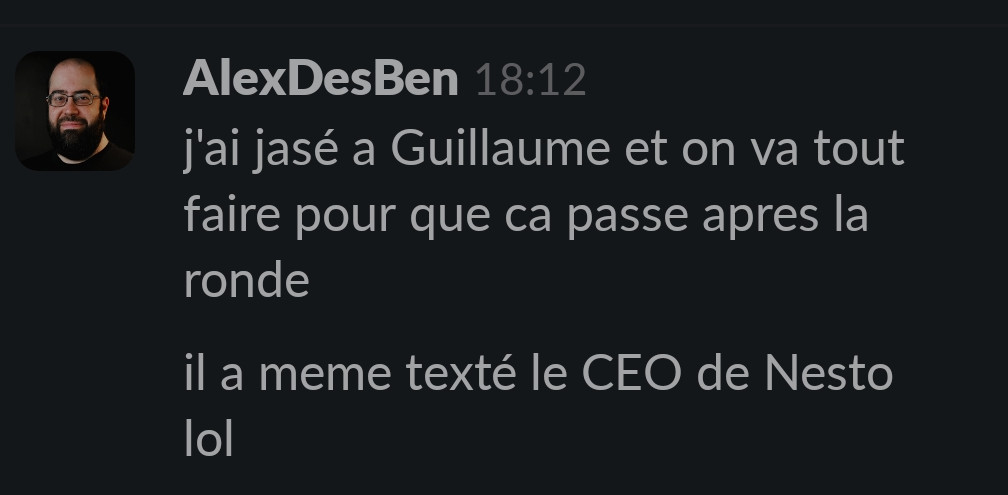 AlexDesBen 18:12
j'ai jasé a Guillaume et on va tout
faire pour que ca passe apres la
ronde
il a meme texté le CEO de Nesto
lol